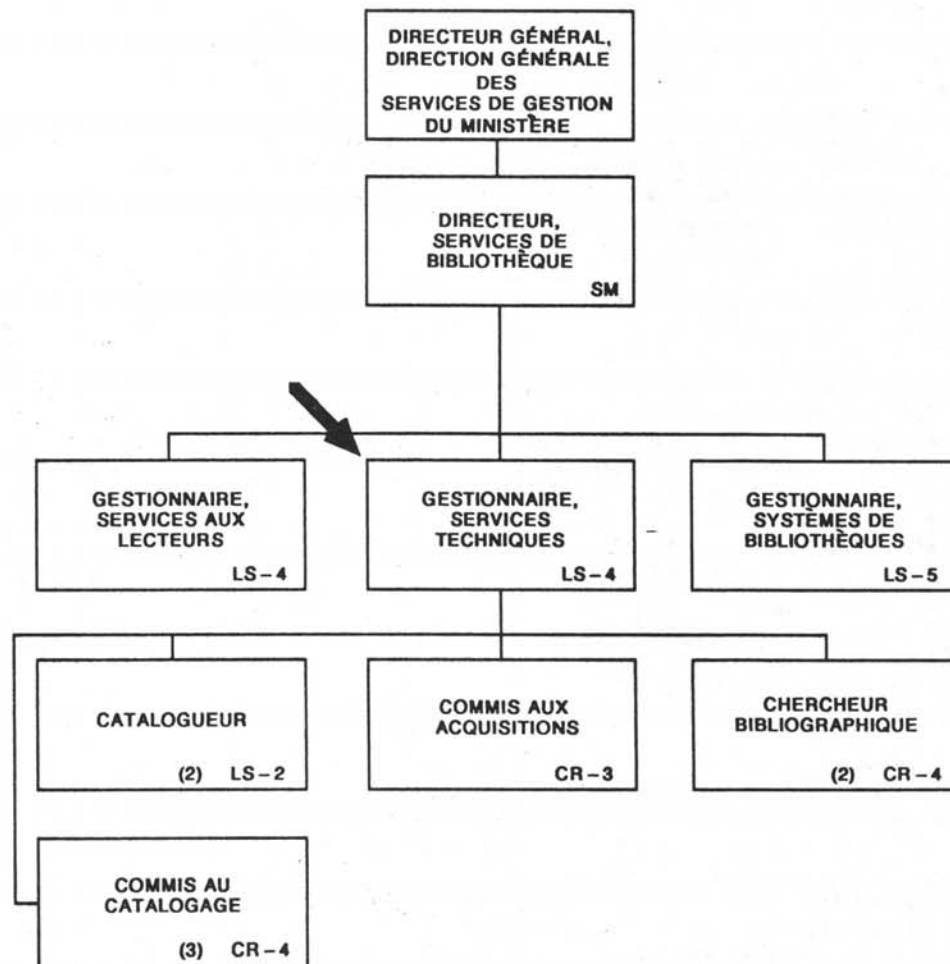 DIRECTEUR GÉNÉRAL,
DIRECTION GÉNÉRALE
DES
SERVICES DE GESTION
DU MINISTÈRE
DIRECTEUR,
SERVICES DE
BIBLIOTHÈQUE
SM
GESTIONNAIRE,
SERVICES AUX
LECTEURS
LS-4
GESTIONNAIRE,
SERVICES
TECHNIQUES
LS-4
GESTIONNAIRE,
SYSTÈMES DE
BIBLIOTHÈQUES
LS-5
CATALOGUEUR
(2) LS-2
COMMIS AUX
ACQUISITIONS
CR-3
CHERCHEUR
BIBLIOGRAPHIQUE
(2) CR-4
COMMIS AU
CATALOGAGE
(3) CR-4